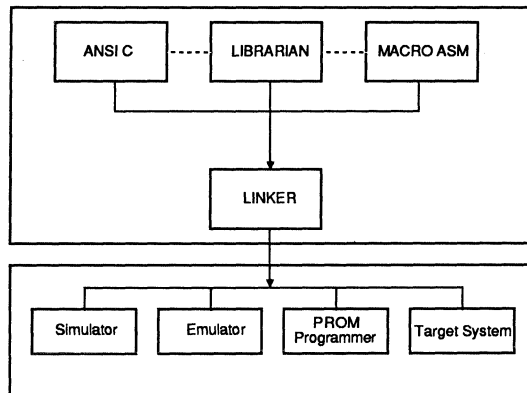 ANSI C
LIBRARIAN
MACRO ASM
LINKER
Simulator
Emulator
PROM
Programmer
Target System